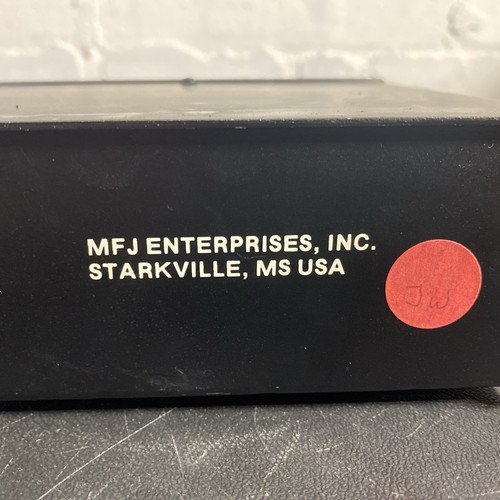 MFJ ENTERPRISES, INC.
STARKVILLE, MS USA
JW